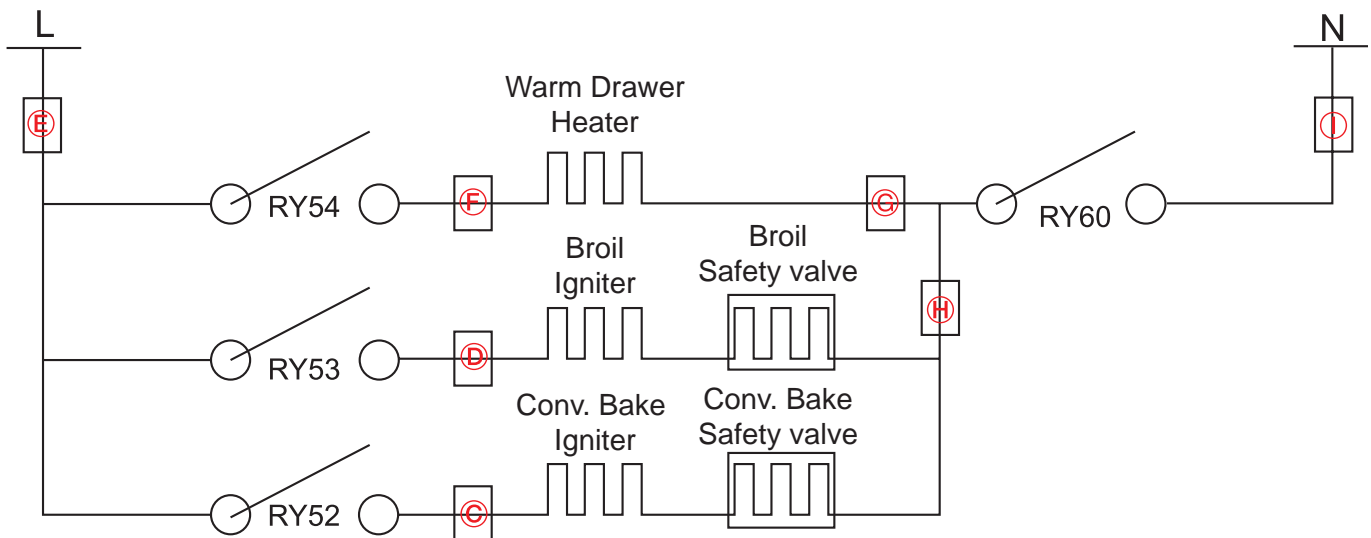 L
N
Warm Drawer
Heater
Ⓔ
Ⓘ
RY54
Ⓕ
Ⓖ
RY60
Broil
Igniter
Broil
Safety valve
Ⓗ
RY53
Ⓓ
Conv. Bake
Igniter
Conv. Bake
Safety valve
RY52
Ⓒ